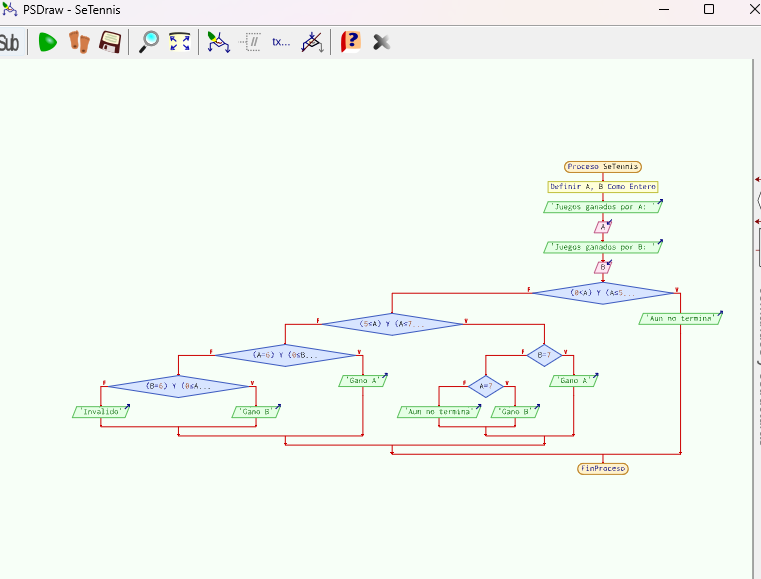 PSDraw - SeTennis
Sub
tx...
Proceso SeTennis
Definir A, B Como Entero
'Juegos ganados por A: '
A
'Juegos ganados por B: '
B
F
(0<A) Y (A≤5...
V
'Aun no termina'
F
(5≤A) Y (A≤7...
V
F
(A=6) Y (0≤B...
V
F
B=7
V
'Gano A'
'Gano A'
F
(B=6) Y (0≤A...
V
F
A=7
V
'invalido'
'Gano B'
'Aun no termina'
'Gano B'
FinProceso